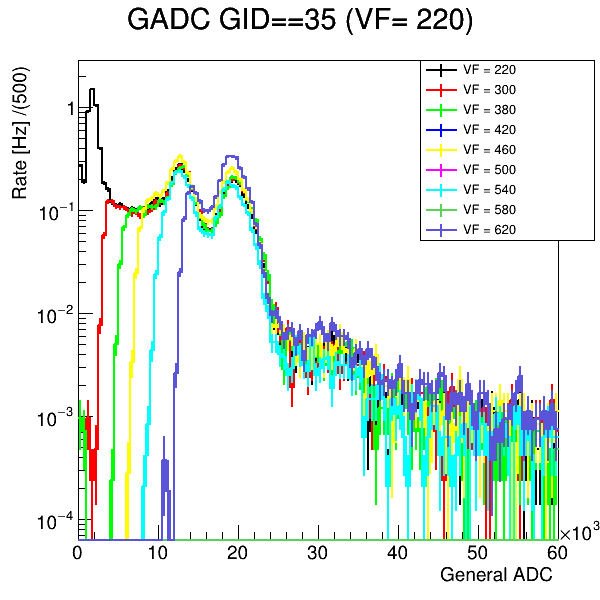 GADC GID==35 (VF= 220)
Rate [Hz] /(500)
VF = 220
VF = 300
VF = 380
VF = 420
VF = 460
VF = 500
VF = 540
VF = 580
VF = 620
1
10⁻¹
10⁻²
10⁻³
10⁻⁴
0 10 20 30 40 50 60
×10³
General ADC